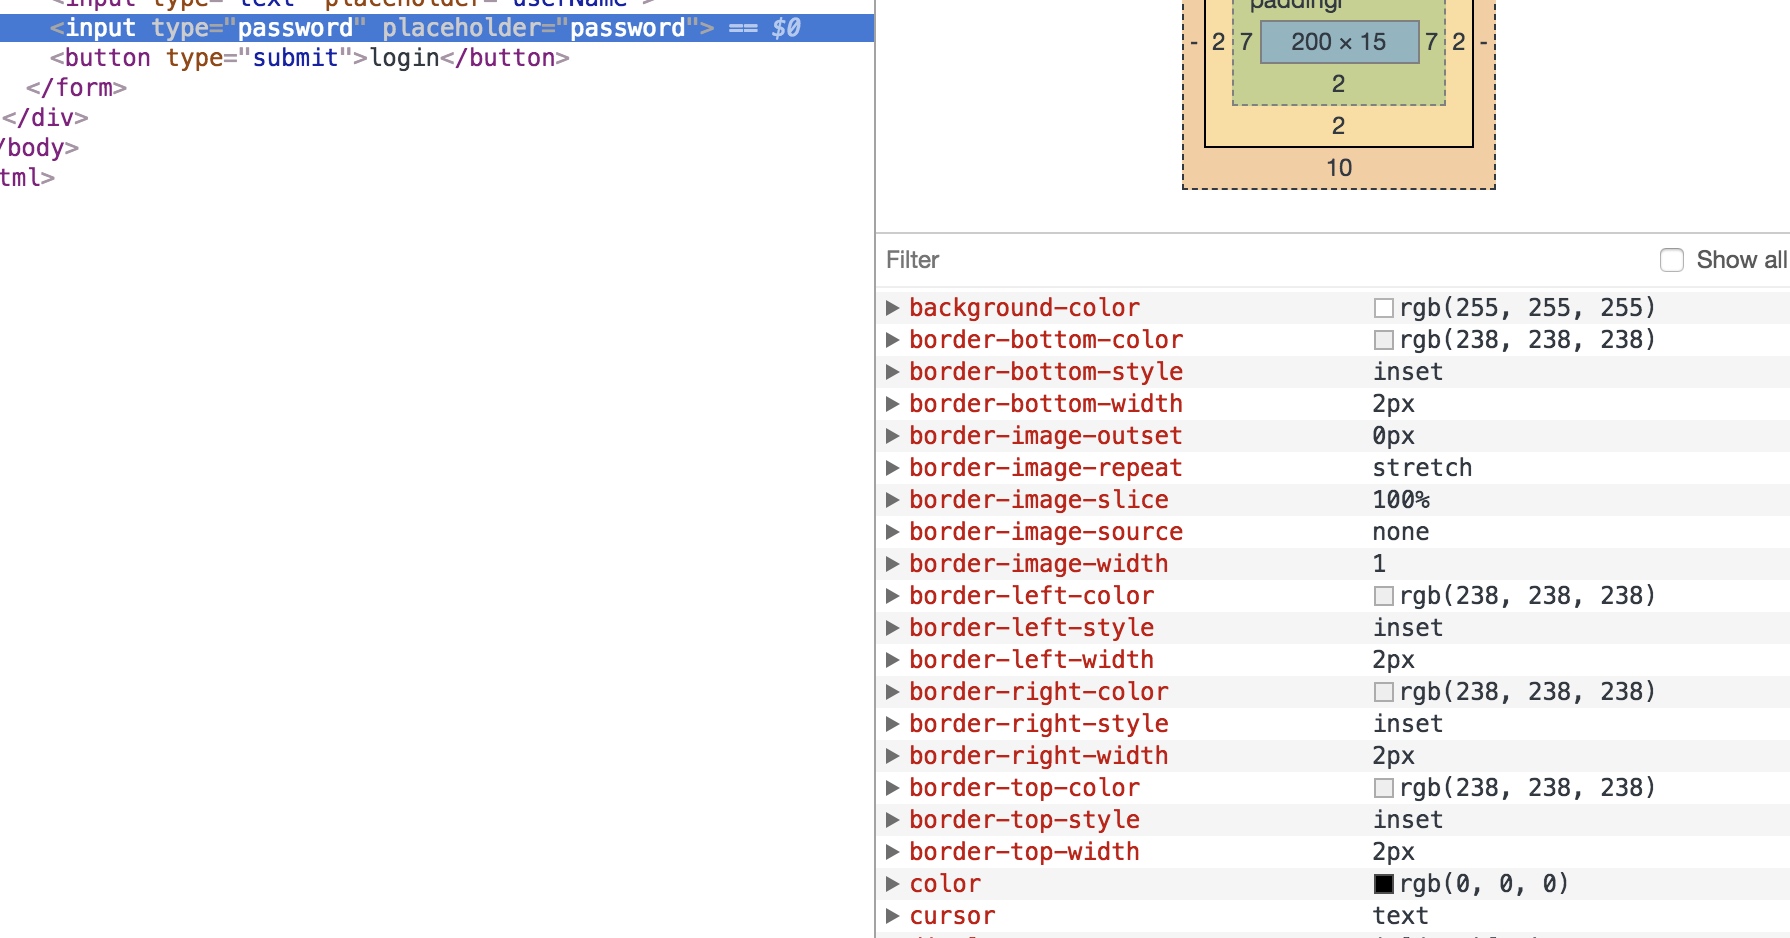 <input type="text" placeholder="userName">
<input type="password" placeholder="password"> == $0
<button type="submit">login</button>
</form>
</div>
/body>
tml>
padding
- 2 7 200 × 15 7 2 -
2
2
10
Filter Show all
background-color rgb(255, 255, 255)
border-bottom-color rgb(238, 238, 238)
border-bottom-style inset
border-bottom-width 2px
border-image-outset 0px
border-image-repeat stretch
border-image-slice 100%
border-image-source none
border-image-width 1
border-left-color rgb(238, 238, 238)
border-left-style inset
border-left-width 2px
border-right-color rgb(238, 238, 238)
border-right-style inset
border-right-width 2px
border-top-color rgb(238, 238, 238)
border-top-style inset
border-top-width 2px
color rgb(0, 0, 0)
cursor text